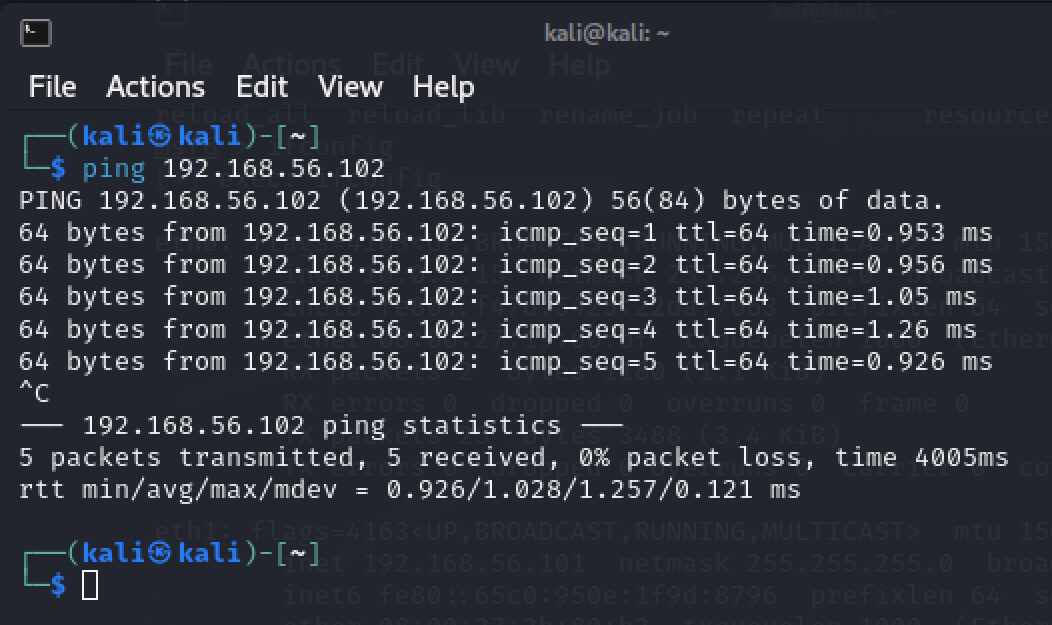 kali@kali: ~
File Actions Edit View Help
┌──(kali㉿kali)-[~]
└─$ ping 192.168.56.102
PING 192.168.56.102 (192.168.56.102) 56(84) bytes of data.
64 bytes from 192.168.56.102: icmp_seq=1 ttl=64 time=0.953 ms
64 bytes from 192.168.56.102: icmp_seq=2 ttl=64 time=0.956 ms
64 bytes from 192.168.56.102: icmp_seq=3 ttl=64 time=1.05 ms
64 bytes from 192.168.56.102: icmp_seq=4 ttl=64 time=1.26 ms
64 bytes from 192.168.56.102: icmp_seq=5 ttl=64 time=0.926 ms
^C
─── 192.168.56.102 ping statistics ───
5 packets transmitted, 5 received, 0% packet loss, time 4005ms
rtt min/avg/max/mdev = 0.926/1.028/1.257/0.121 ms
┌──(kali㉿kali)-[~]
└─$